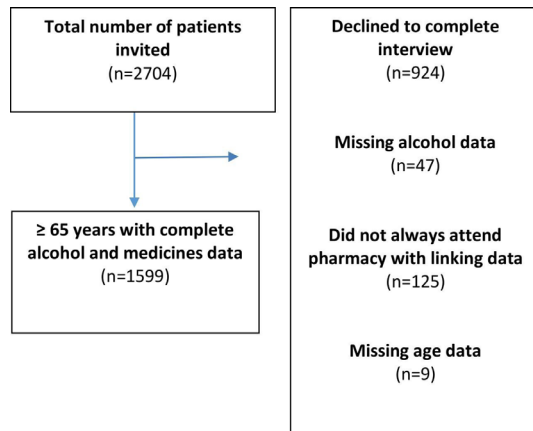 Total number of patients
invited
(n=2704)
≥ 65 years with complete
alcohol and medicines data
(n=1599)
Declined to complete
interview
(n=924)
Missing alcohol data
(n=47)
Did not always attend
pharmacy with linking data
(n=125)
Missing age data
(n=9)